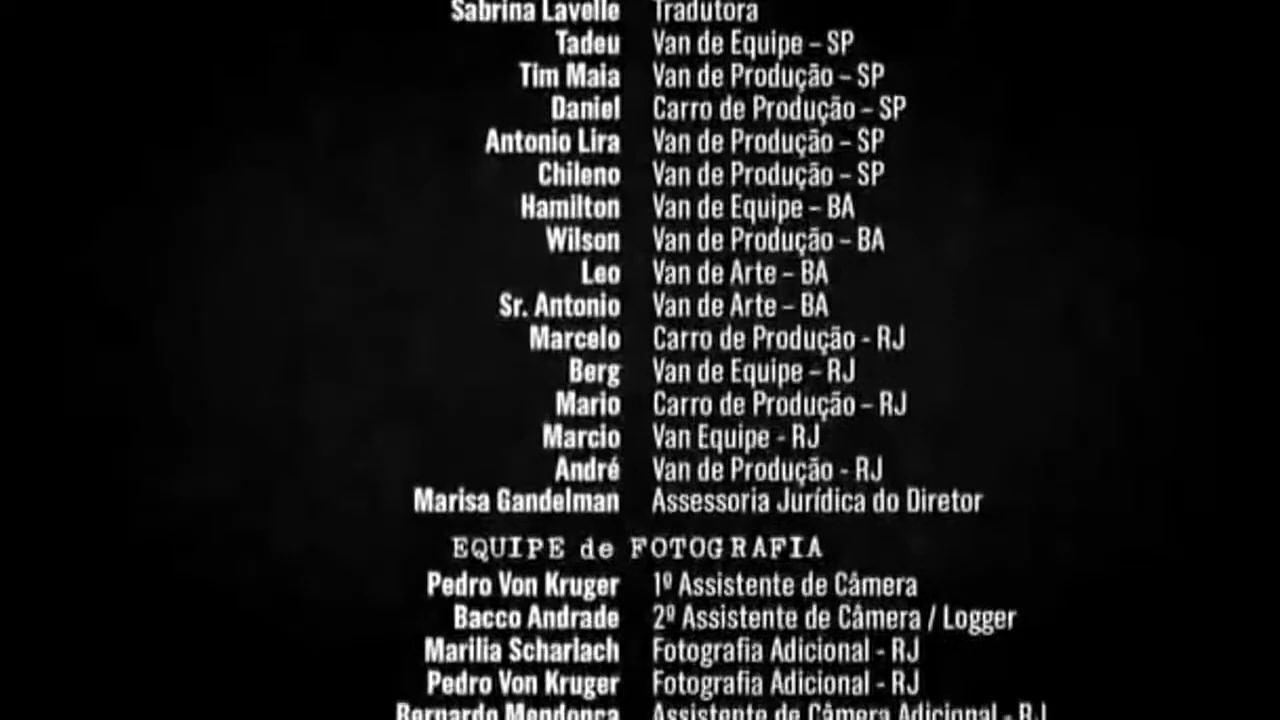 Sabrina Lavelle Tradutora
Tadeu Van de Equipe – SP
Tim Maia Van de Produção – SP
Daniel Carro de Produção – SP
Antonio Lira Van de Produção – SP
Chileno Van de Produção – SP
Hamilton Van de Equipe – BA
Wilson Van de Produção – BA
Leo Van de Arte – BA
Sr. Antonio Van de Arte – BA
Marcelo Carro de Produção - RJ
Berg Van de Equipe – RJ
Mario Carro de Produção – RJ
Marcio Van Equipe - RJ
André Van de Produção - RJ
Marisa Gandelman Assessoria Jurídica do Diretor
EQUIPE de FOTOGRAFIA
Pedro Von Kruger 1º Assistente de Câmera
Bacco Andrade 2º Assistente de Câmera / Logger
Marilia Scharlach Fotografia Adicional - RJ
Pedro Von Kruger Fotografia Adicional - RJ
Bernardo Mendonça Assistente de Câmera Adicional - RJ